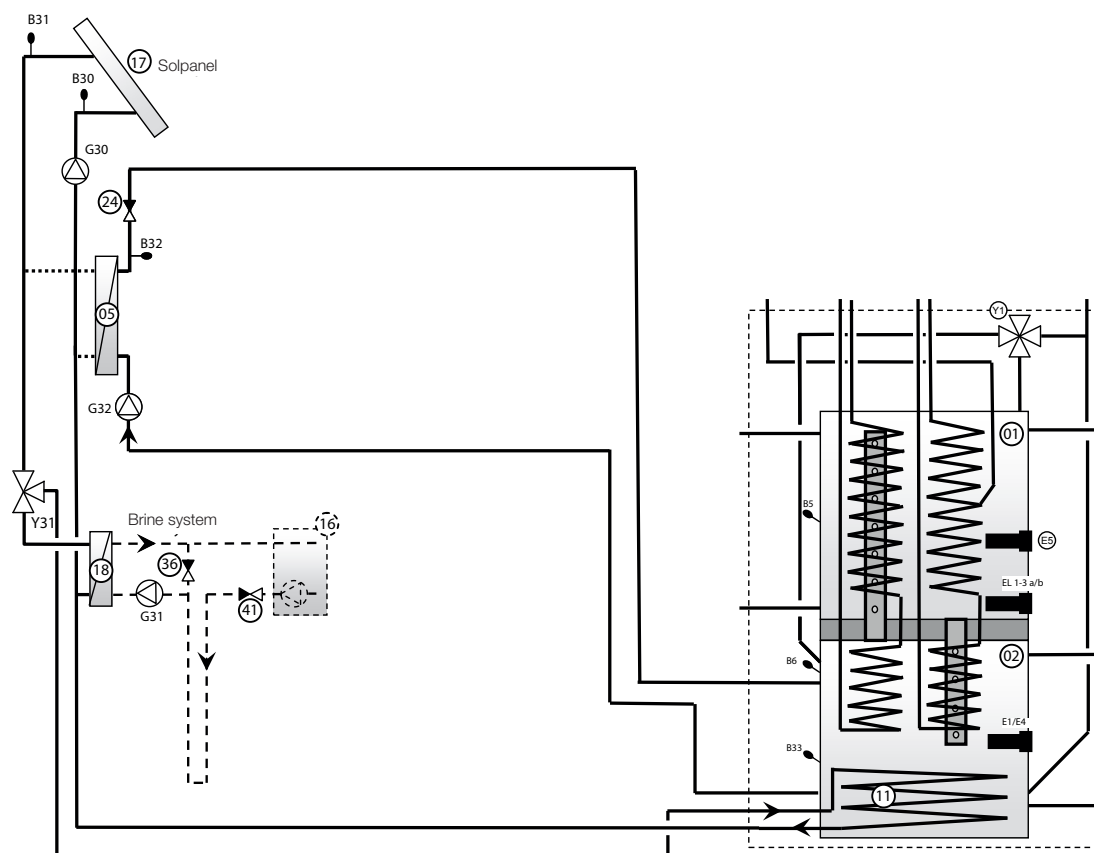 B31
17 Solpanel
B30
G30
24
B32
05
G32
Y31
Brine system
16
18
36
G31
41
Y1
01
B5
E5
EL 1-3 a/b
02
B6
E1/E4
B33
11